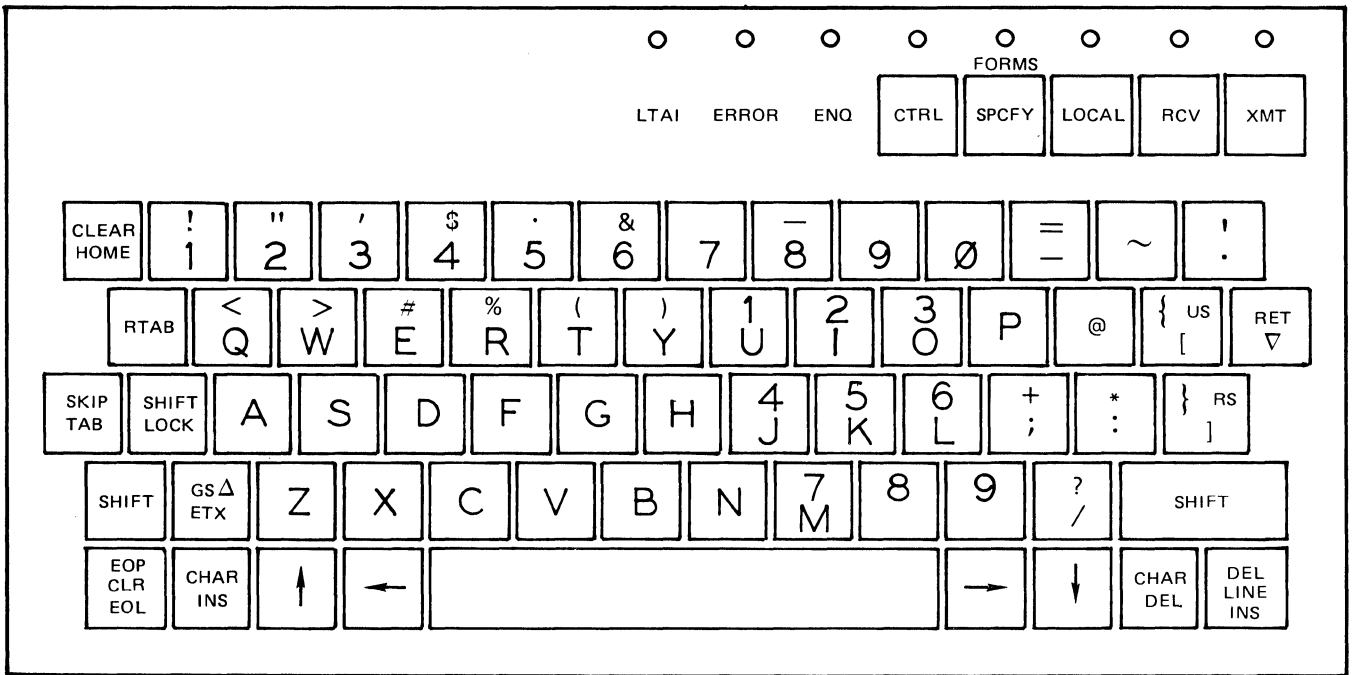 FORMS
LTAI ERROR ENQ CTRL SPCFY LOCAL RCV XMT
! " ' $ · & — = '
CLEAR HOME 1 2 3 4 5 6 7 8 9 Ø – ~ .
< > # % ( ) 1 2 3 { US RET
RTAB Q W E R T Y U I O P @ [ ∇
SKIP SHIFT 4 5 6 + * } RS
TAB LOCK A S D F G H J K L ; : ]
GS Δ 7 8 9 ?
SHIFT ETX Z X C V B N M / SHIFT
EOP CHAR ↑ ← → ↓ CHAR DEL
CLR INS DEL LINE
EOL INS